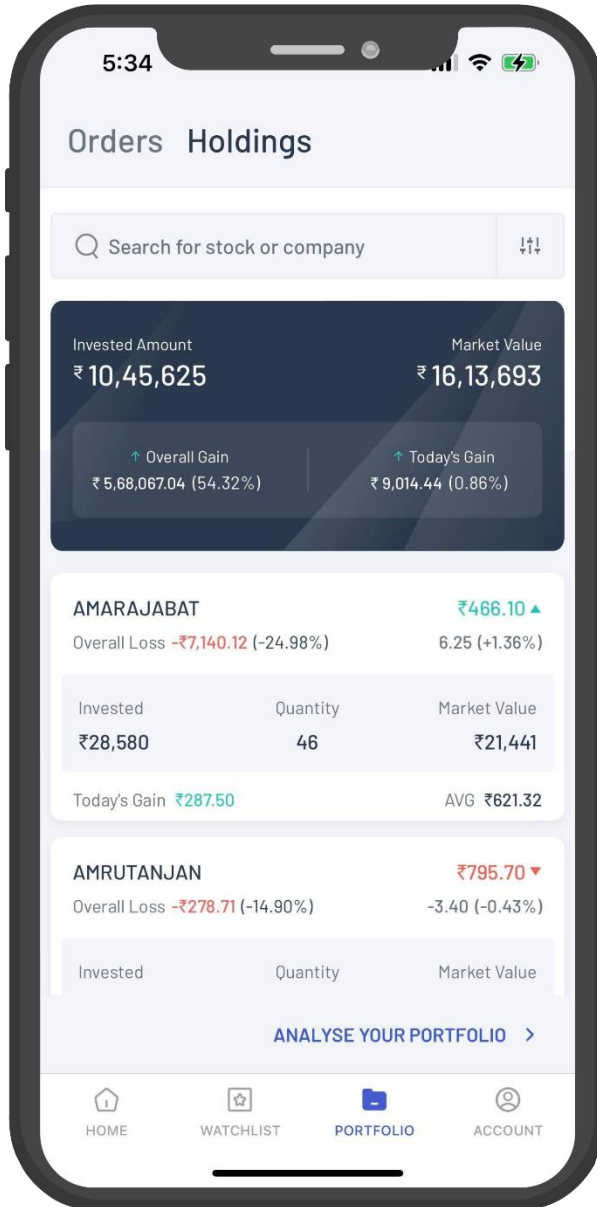 5:34
Orders Holdings
Search for stock or company
Invested Amount Market Value
₹10,45,625 ₹16,13,693
↑ Overall Gain ↑ Today's Gain
₹5,68,067.04 (54.32%) ₹9,014.44 (0.86%)
AMARAJABAT ₹466.10 ▲
Overall Loss -₹7,140.12 (-24.98%) 6.25 (+1.36%)
Invested Quantity Market Value
₹28,580 46 ₹21,441
Today's Gain ₹287.50 AVG ₹621.32
AMRUTANJAN ₹795.70 ▼
Overall Loss -₹278.71 (-14.90%) -3.40 (-0.43%)
Invested Quantity Market Value
ANALYSE YOUR PORTFOLIO >
HOME WATCHLIST PORTFOLIO ACCOUNT